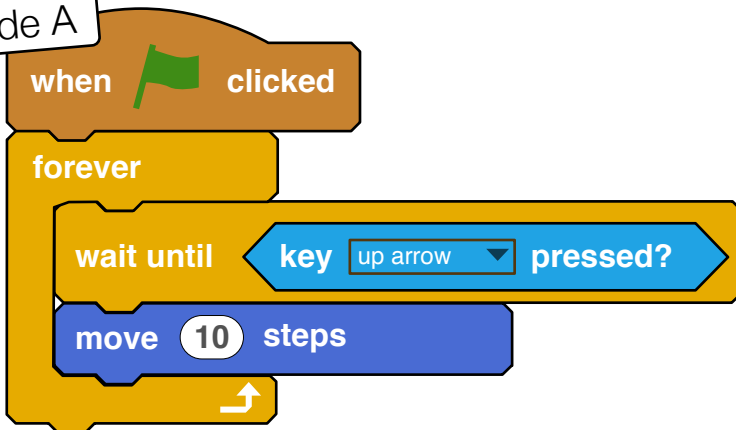 de A
when clicked
forever
wait until key up arrow pressed?
move 10 steps